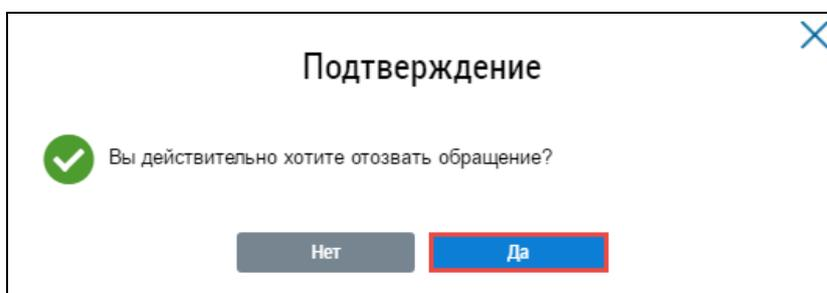 Подтверждение
Вы действительно хотите отозвать обращение?
Нет
Да